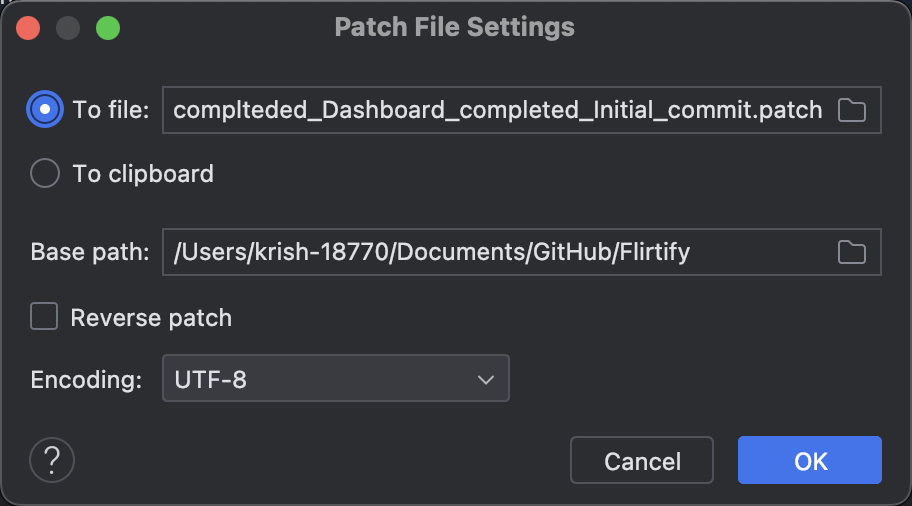 Patch File Settings
To file: complteded_Dashboard_completed_Initial_commit.patch
To clipboard
Base path: /Users/krish-18770/Documents/GitHub/Flirtify
Reverse patch
Encoding: UTF-8
? Cancel OK